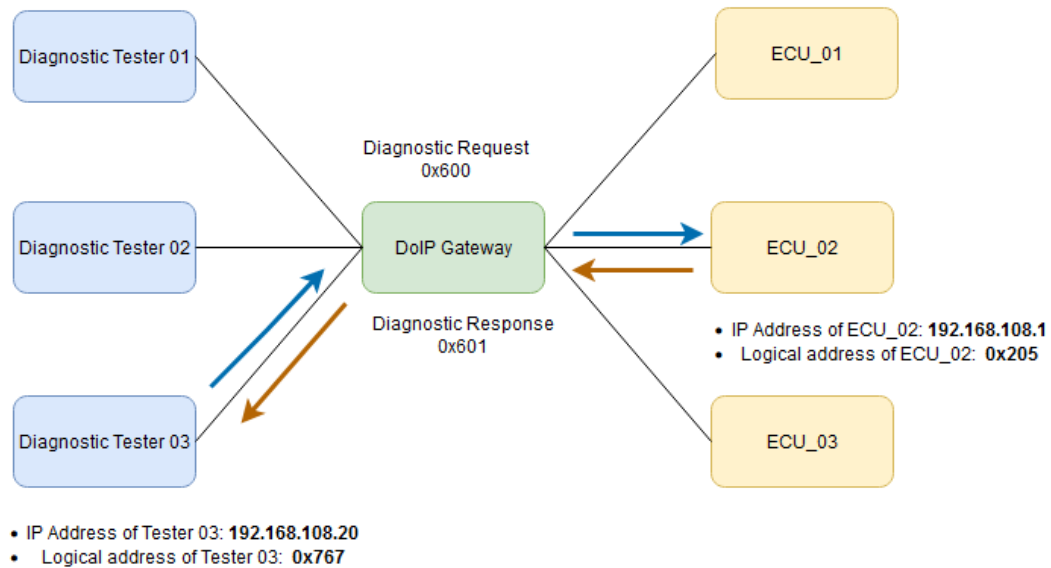 Diagnostic Tester 01
ECU_01
Diagnostic Request
0x600
Diagnostic Tester 02
DoIP Gateway
ECU_02
Diagnostic Response
0x601
• IP Address of ECU_02: 192.168.108.1
• Logical address of ECU_02: 0x205
Diagnostic Tester 03
ECU_03
• IP Address of Tester 03: 192.168.108.20
• Logical address of Tester 03: 0x767